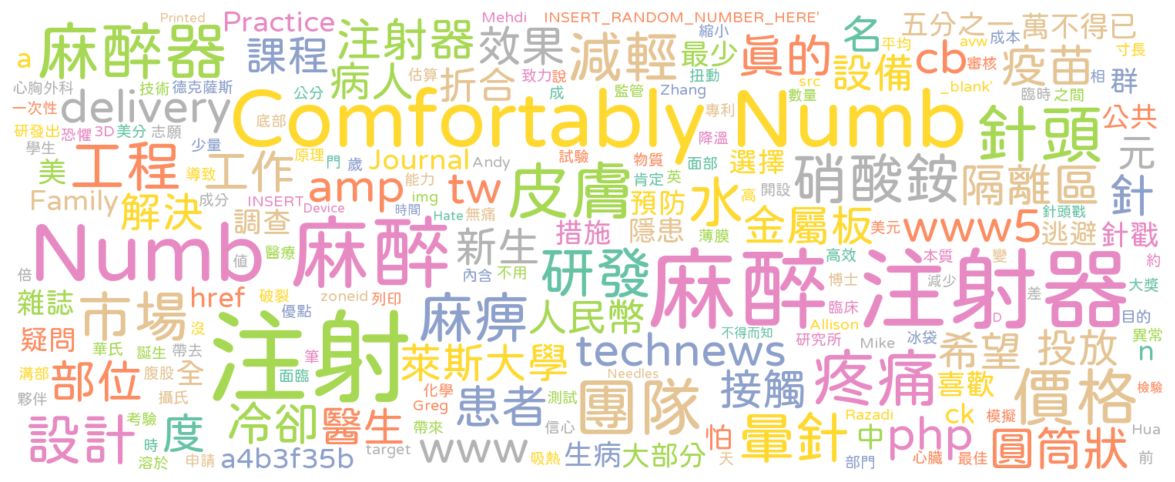 Printed Practice Mehdi INSERT_RANDOM_NUMBER_HERE' 五分之一 萬不得已
麻醉器 課程 注射器 效果 減輕 最少 縮小 眞的 名 平均 avw 成本 寸長
a 心胸外科 技術 德克薩斯 病人 估算 折合 致力 說 扭動 設備 cb 審核 疫苗 相 群
一次性 delivery 公分 成 監管 Zhang src _blank' 臨時 之間
研發出 恐懼 3D 美分 志願 底部 Comfortably Numb 專利 數量 針頭 公共
學生 工程 少量 原理 門 歲 Journal Andy 試驗 物質 降溫 面部 選擇 硝酸銨 元
美 導致 工作 amp 能力 tw 皮膚 肯定 英 水 高 開設 隔離區 針
Family 解決 成分 INSERT Device img Hate 無痛 預防 薄膜 金屬板 美元 www5 針頭戳
調查 時間 新生 措施 隱患 逃避 針戳
Numb 麻醉 值 醫療 內含 不用 研發 麻醉 注射器 高效 本質 變 約
倍 雜誌 市場 href 破裂 zoneid 列印 麻痹 人民幣 博士 減少 差 大獎
疑問 華氏 沒 誕生 優點 帶去 注射 筆 technews 不得而知 Allison 臨床 D 目的 異常
溝部 部位 腹股 全 面臨 萊斯大學 研究所 Mike 冰袋 希望 投放 n
夥伴 攝氏 化學 團隊 Needles 接觸 疼痛 喜歡 價格 檢驗
設計 考驗 度 冷卻 醫生 Greg 患者 測試 Razadi ck 模擬
時 溶於 申請 a4b3f35b target 帶來 www 信心 吸熱 生病 大部分 怕 天 暈針 部門 中 php 心臟 最佳 圓筒狀 Hua 前